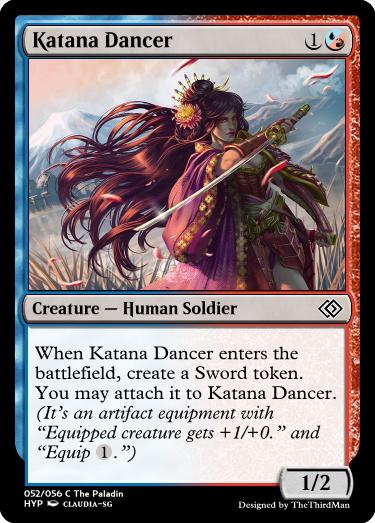 Katana Dancer 1
Creature — Human Soldier
When Katana Dancer enters the
battlefield, create a Sword token.
You may attach it to Katana Dancer.
(It's an artifact equipment with
“Equipped creature gets +1/+0.” and
“Equip 1.”)
1/2
052/056 C The Paladin
HYP CLAUDIA-SG
Designed by TheThirdMan